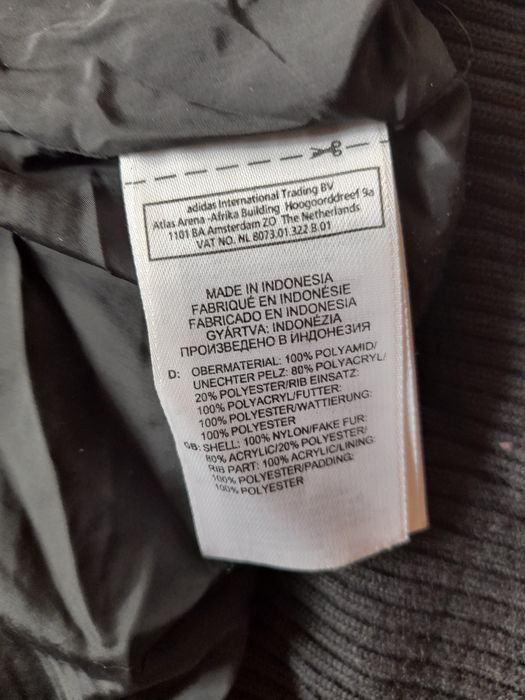 adidas International Trading BV
Atlas Arena -Afrika Building Hoogoorddreef 9a
1101 BA Amsterdam ZO The Netherlands
VAT NO. NL 8073.01.322.B.01
MADE IN INDONESIA
FABRIQUÉ EN INDONÉSIE
FABRICADO EN INDONESIA
GYÁRTVA: INDONÉZIA
ПРОИЗВЕДЕНО В ИНДОНЕЗИЯ
D: OBERMATERIAL: 100% POLYAMID/
UNECHTER PELZ: 80% POLYACRYL/
20% POLYESTER/RIB EINSATZ:
100% POLYACRYL/FUTTER:
100% POLYESTER/WATTIERUNG:
100% POLYESTER
GB: SHELL: 100% NYLON/FAKE FUR:
80% ACRYLIC/20% POLYESTER/
RIB PART: 100% ACRYLIC/LINING:
100% POLYESTER/PADDING:
100% POLYESTER